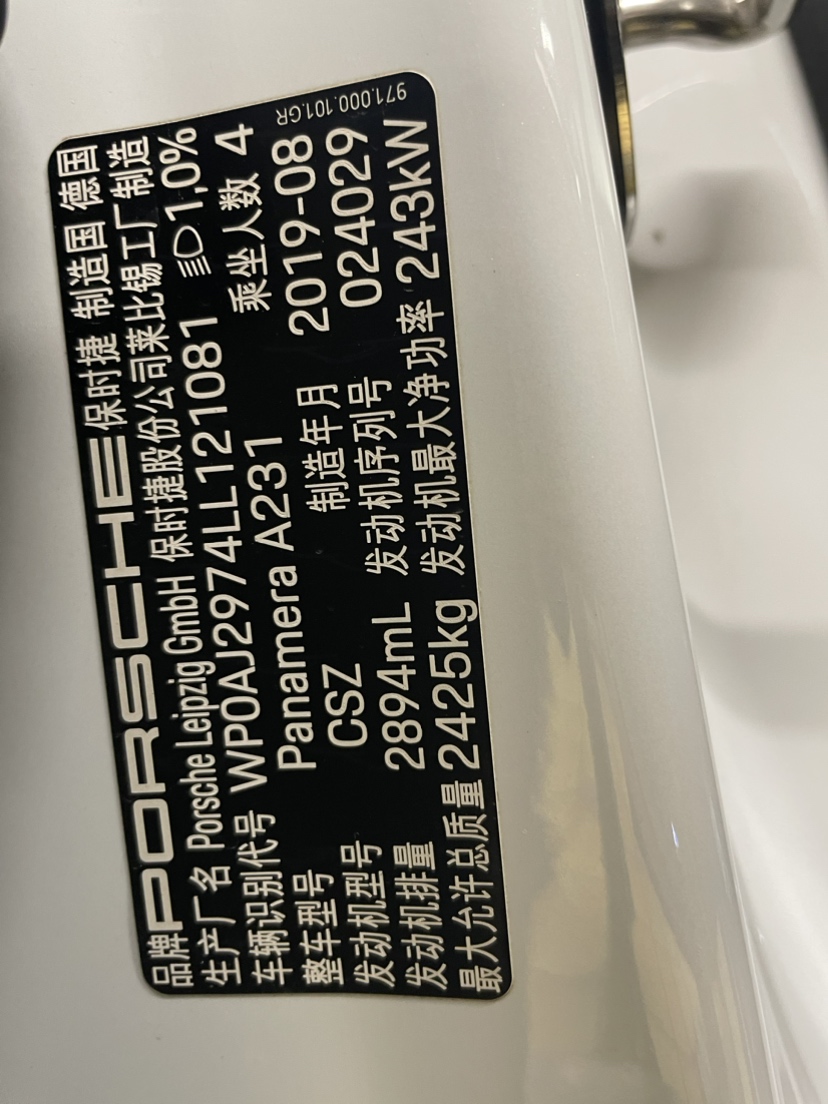 品牌 PORSCHE 保时捷 制造国 德国
生产厂名 Porsche Leipzig GmbH 保时捷股份公司莱比锡工厂制造
车辆识别代号 WP0AJ2974LL121081 1,0%
整车型号 Panamera A231 乘坐人数 4
发动机型号 CSZ 制造年月 2019-08
发动机排量 2894mL 发动机序列号 024029
最大允许总质量 2425kg 发动机最大净功率 243kW
971.000.101.GR